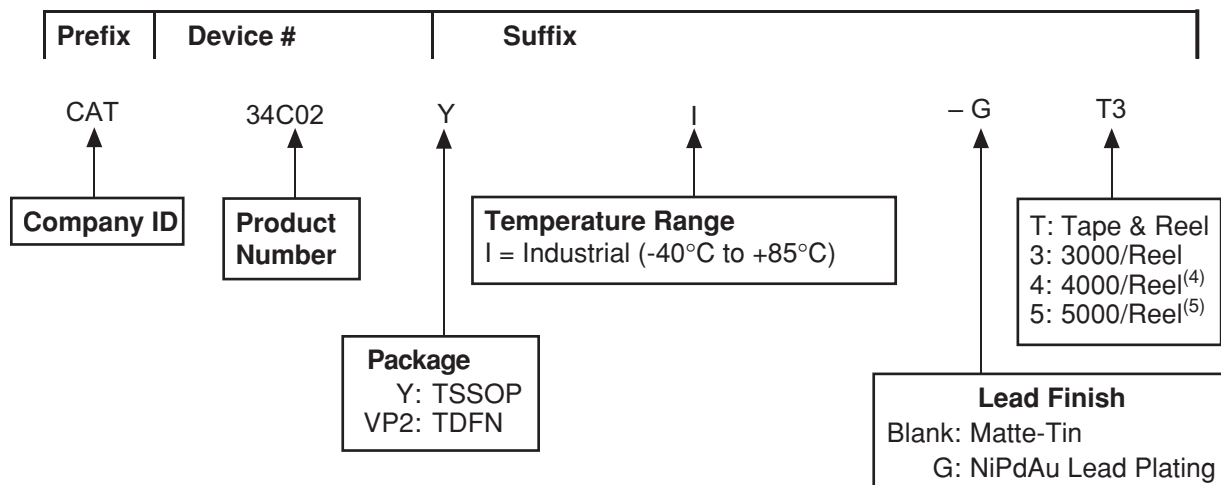 Prefix Device # Suffix
CAT 34C02 Y I – G T3
Company ID
Product
Number
Temperature Range
I = Industrial (-40°C to +85°C)
T: Tape & Reel
3: 3000/Reel
4: 4000/Reel(4)
5: 5000/Reel(5)
Package
Y: TSSOP
VP2: TDFN
Lead Finish
Blank: Matte-Tin
G: NiPdAu Lead Plating